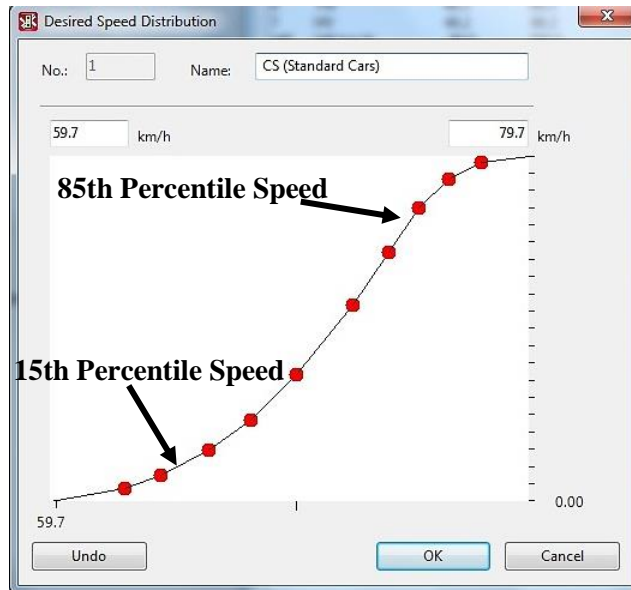 Desired Speed Distribution
x
No.: 1 Name: CS (Standard Cars)
59.7 km/h 79.7 km/h
85th Percentile Speed
15th Percentile Speed
0.00
59.7
Undo OK Cancel